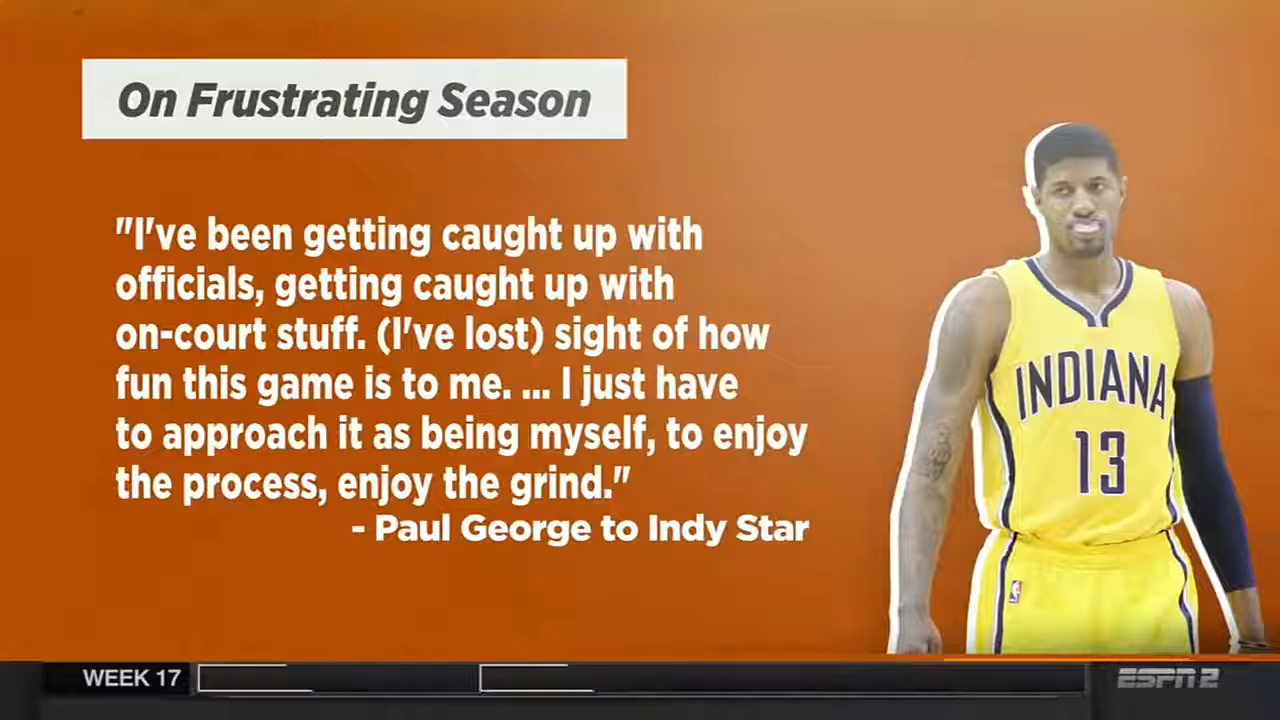 On Frustrating Season
"I've been getting caught up with
officials, getting caught up with
on-court stuff. (I've lost) sight of how
fun this game is to me. ... I just have
to approach it as being myself, to enjoy
the process, enjoy the grind."
- Paul George to Indy Star
INDIANA
13
WEEK 17
ESPN2